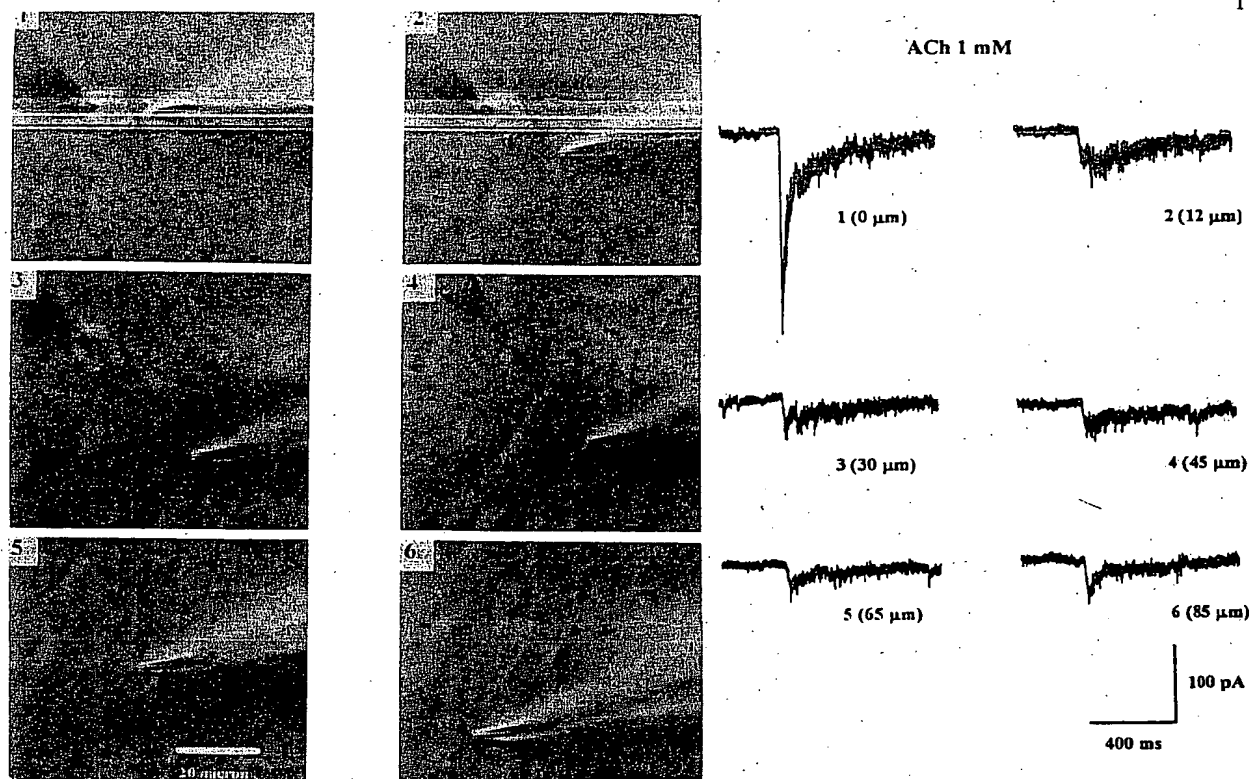 1
ACh 1 mM
1
2
1 (0 µm)
2 (12 µm)
3
4
3 (30 µm)
4 (45 µm)
5
6
5 (65 µm)
6 (85 µm)
100 pA
400 ms
20 microns